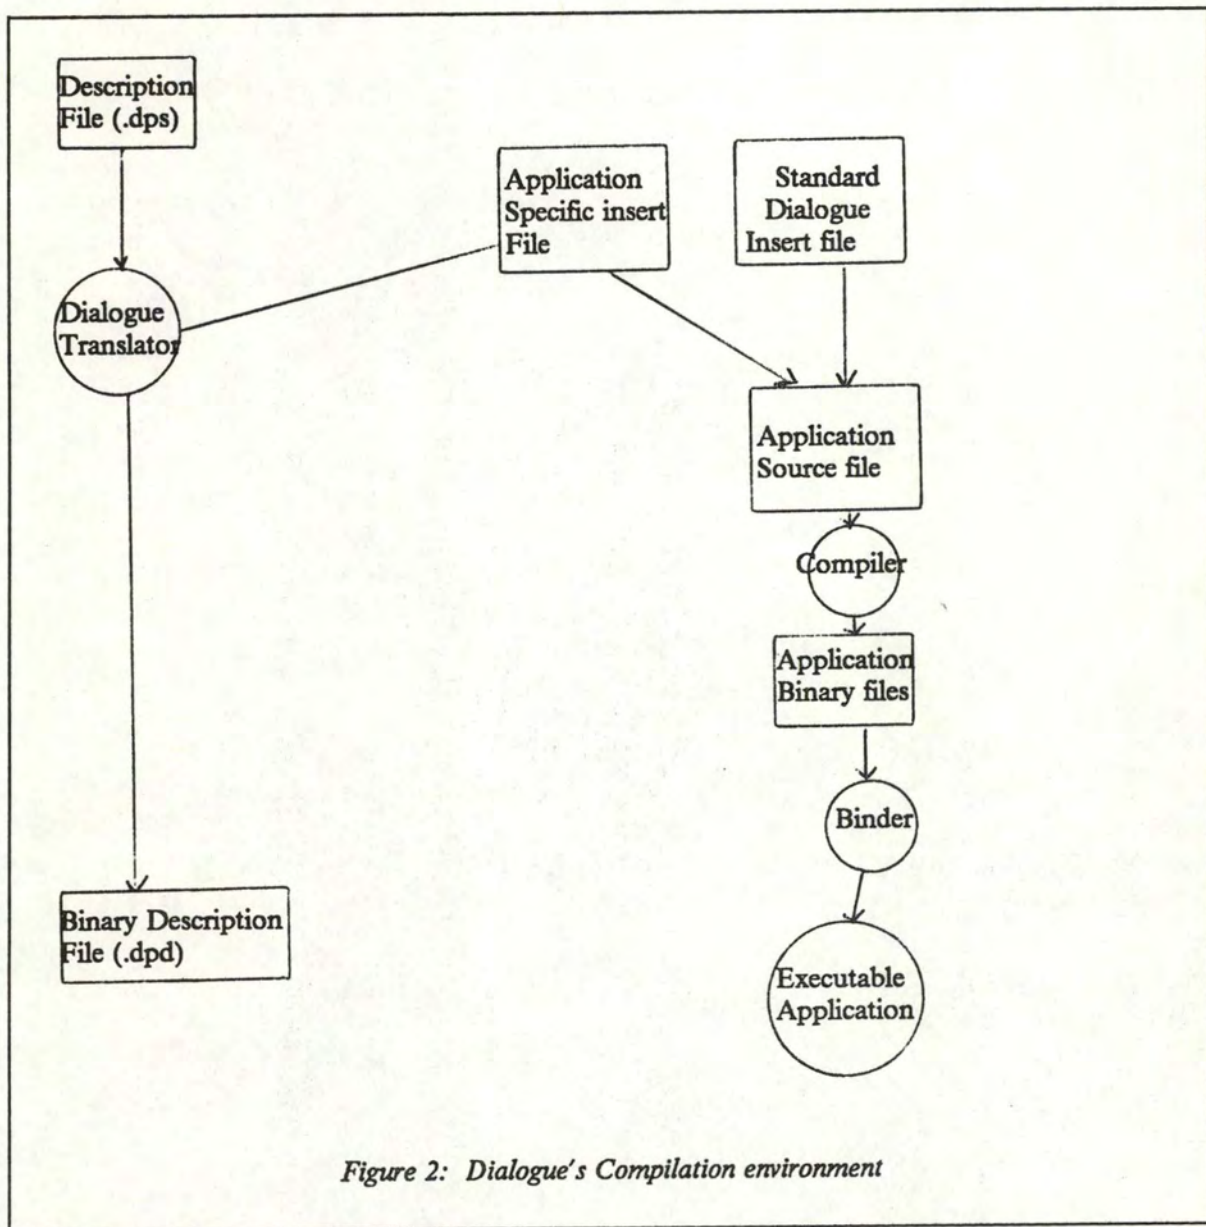 Description
File (.dps)
Application
Specific insert
File
Standard
Dialogue
Insert file
Dialogue
Translator
Application
Source file
Compiler
Application
Binary files
Binder
Binary Description
File (.dpd)
Executable
Application
Figure 2: Dialogue's Compilation environment